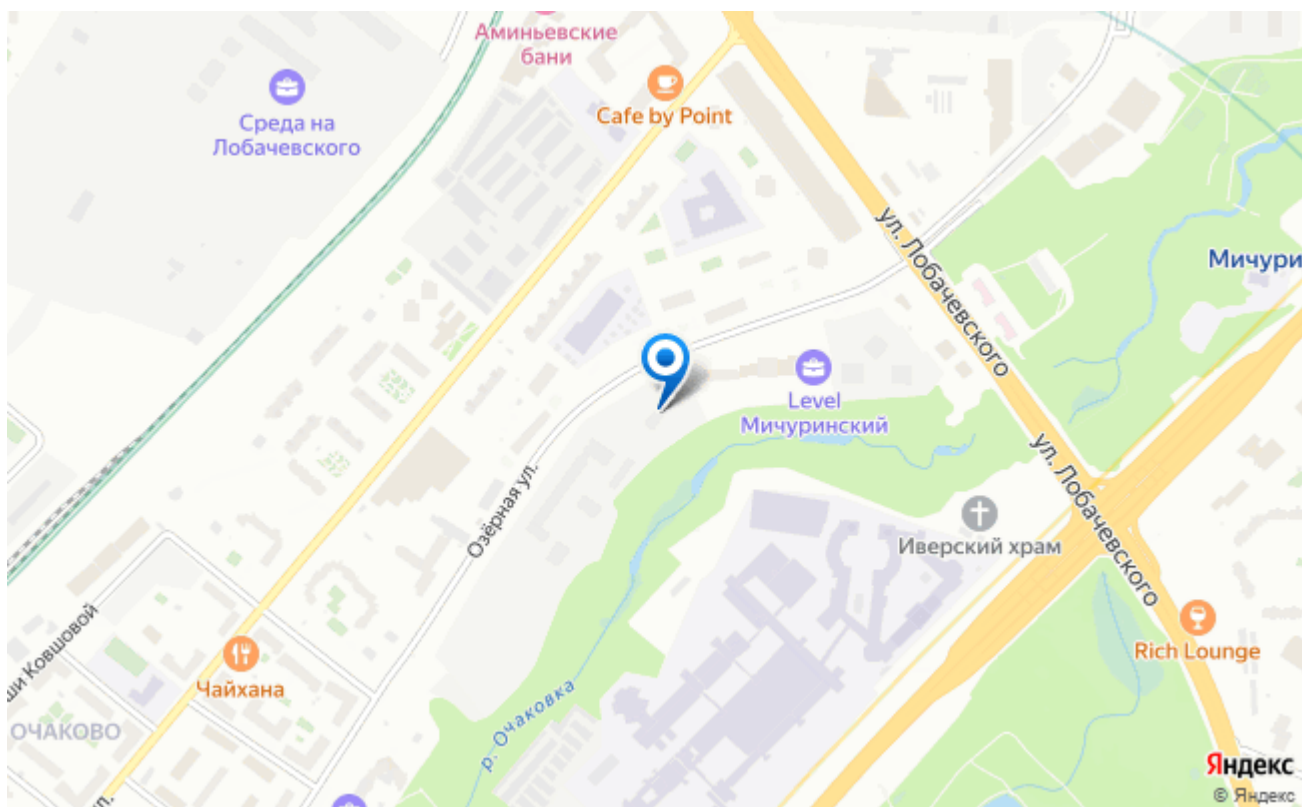 Аминьевские
бани
Cafe by Point
Среда на
Лобачевского
ул. Лобачевского
Мичури
Level
Мичуринский
ул. Лобачевского
Озёрная ул.
Иверский храм
ши Ковшовой
Чайхана
Rich Lounge
р. Очаковка
ОЧАКОВО
ул.
Яндекс
© Яндекс